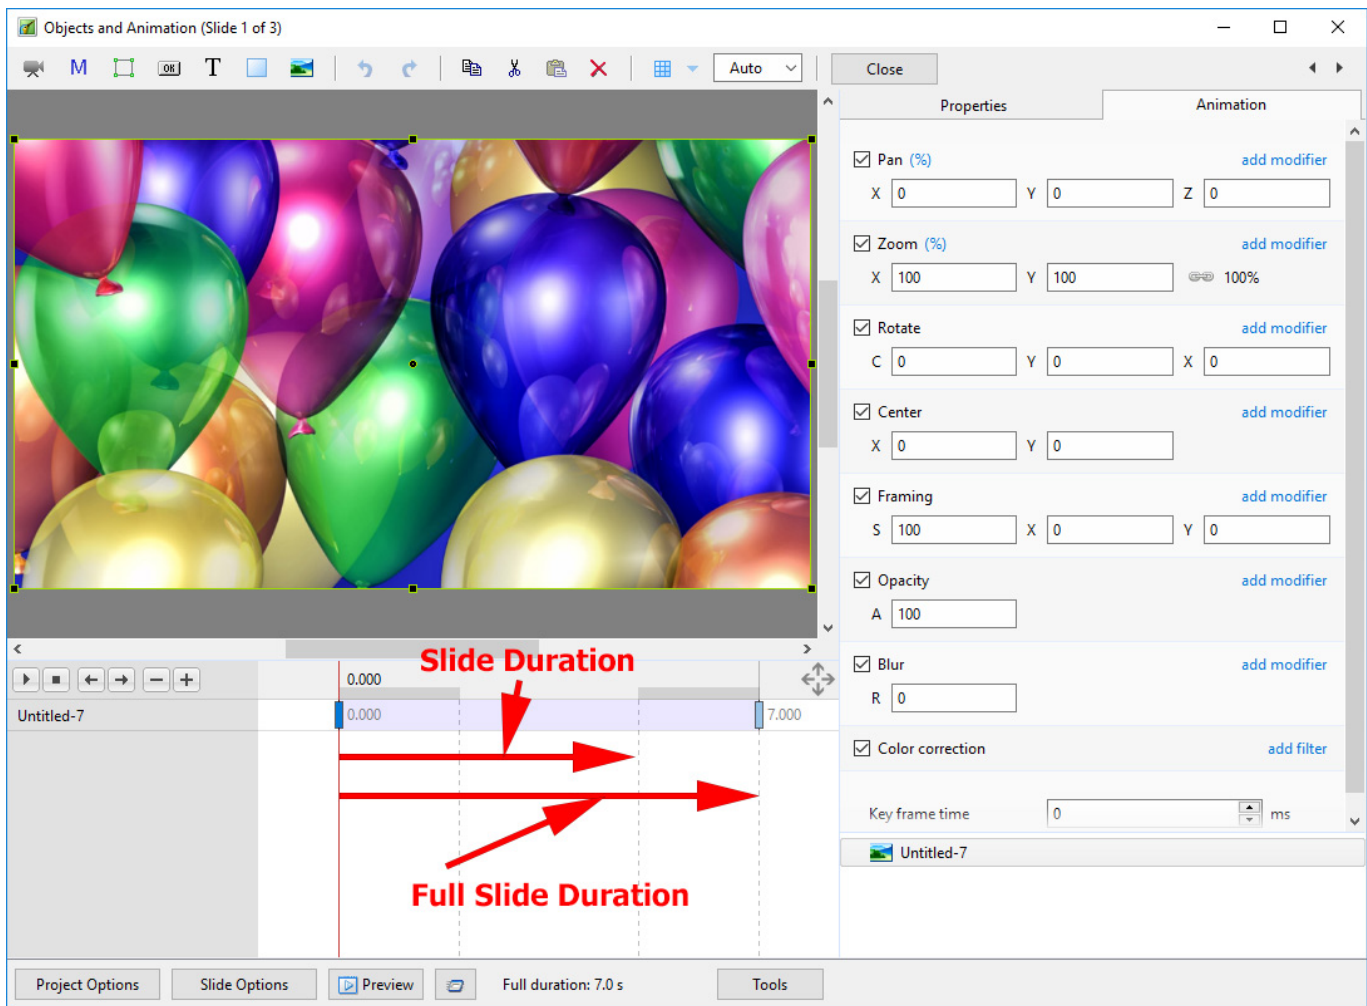 Objects and Animation (Slide 1 of 3)
M OK T Auto Close
Properties Animation
Pan (%) add modifier
X 0 Y 0 Z 0
Zoom (%) add modifier
X 100 Y 100 100%
Rotate add modifier
C 0 Y 0 X 0
Center add modifier
X 0 Y 0
Framing add modifier
S 100 X 0 Y 0
Opacity add modifier
A 100
Blur add modifier
R 0
Color correction add filter
Key frame time 0 ms
Untitled-7
Slide Duration
0.000
Untitled-7 0.000 7.000
Full Slide Duration
Project Options Slide Options Preview Full duration: 7.0 s Tools